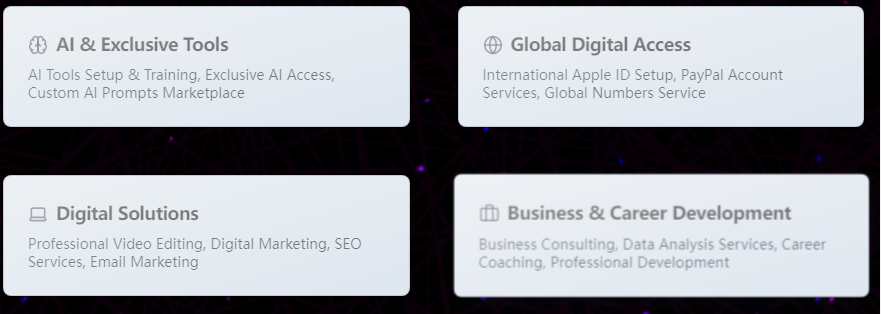 AI & Exclusive Tools
AI Tools Setup & Training, Exclusive AI Access,
Custom AI Prompts Marketplace
Global Digital Access
International Apple ID Setup, PayPal Account
Services, Global Numbers Service
Digital Solutions
Professional Video Editing, Digital Marketing, SEO
Services, Email Marketing
Business & Career Development
Business Consulting, Data Analysis Services, Career
Coaching, Professional Development